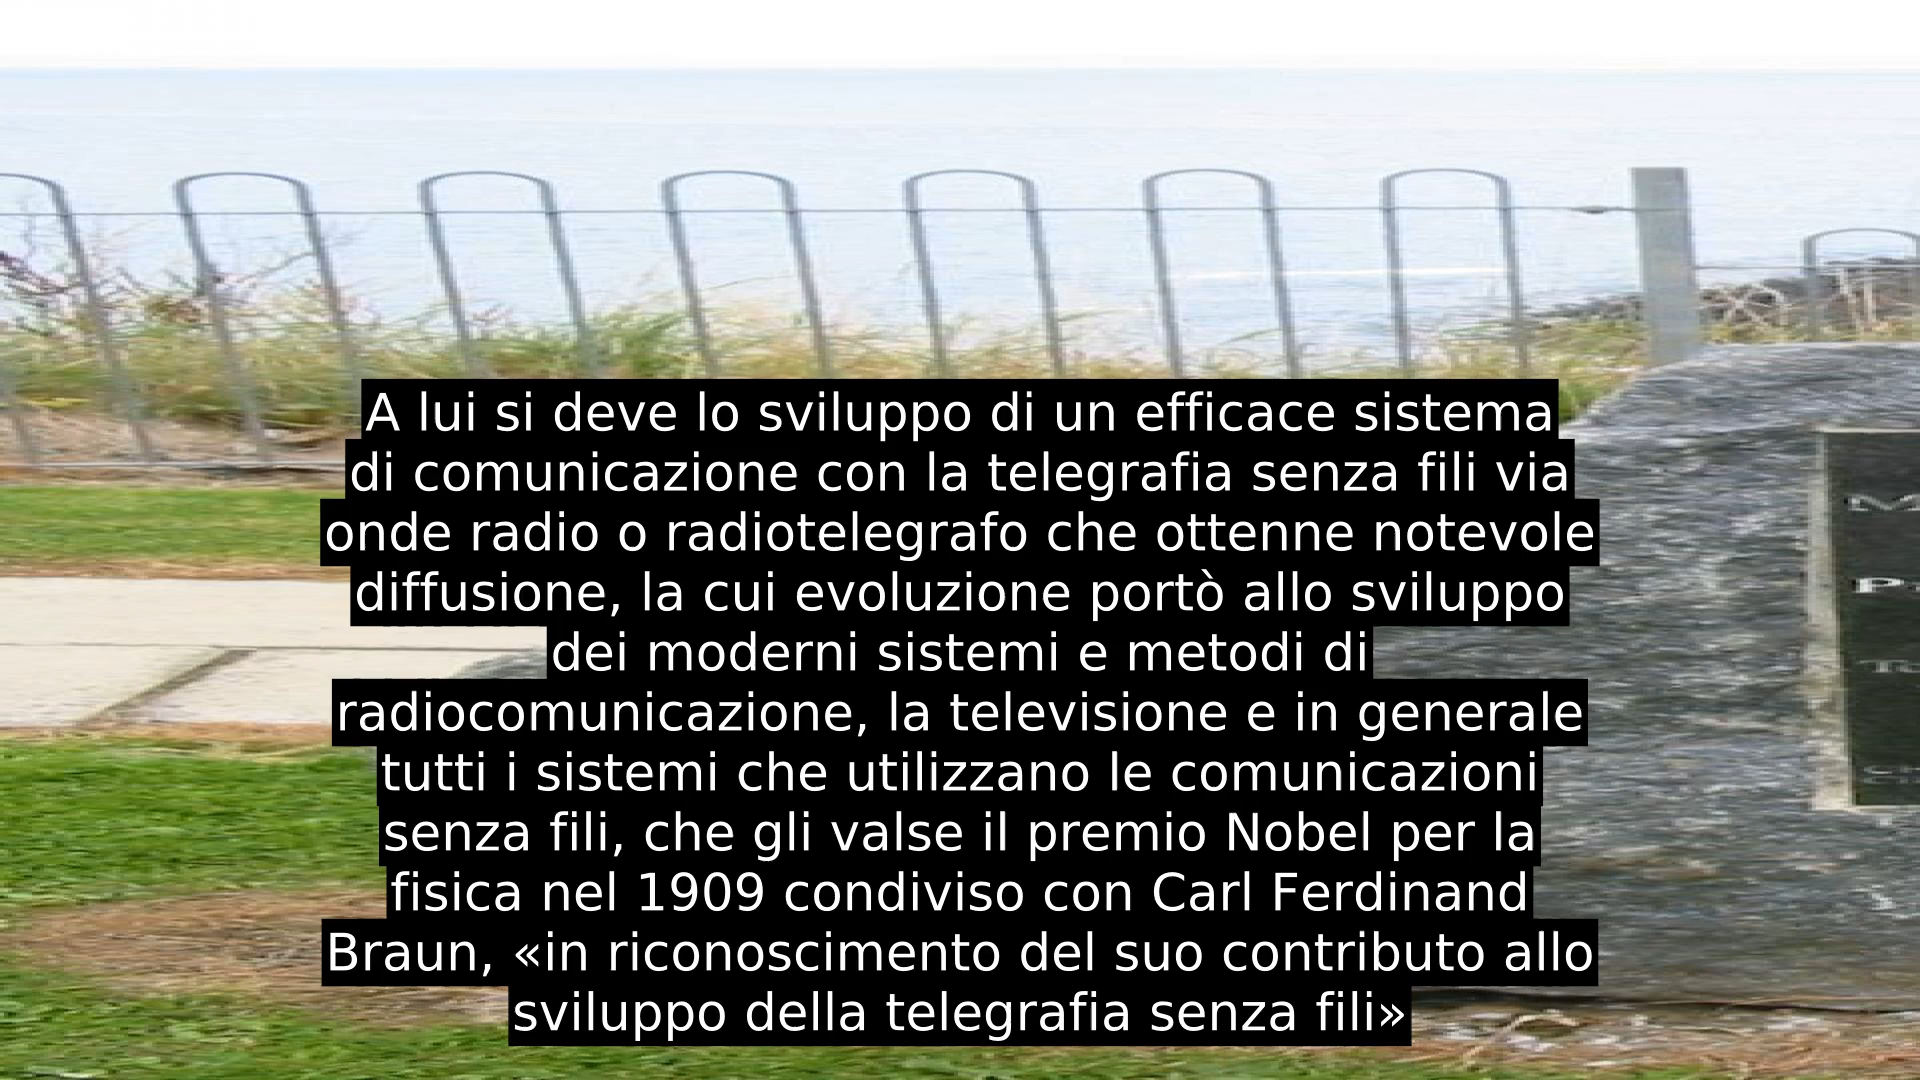 A lui si deve lo sviluppo di un efficace sistema
di comunicazione con la telegrafia senza fili via
onde radio o radiotelegrafo che ottenne notevole
diffusione, la cui evoluzione portò allo sviluppo
dei moderni sistemi e metodi di
radiocomunicazione, la televisione e in generale
tutti i sistemi che utilizzano le comunicazioni
senza fili, che gli valse il premio Nobel per la
fisica nel 1909 condiviso con Carl Ferdinand
Braun, «in riconoscimento del suo contributo allo
sviluppo della telegrafia senza fili»